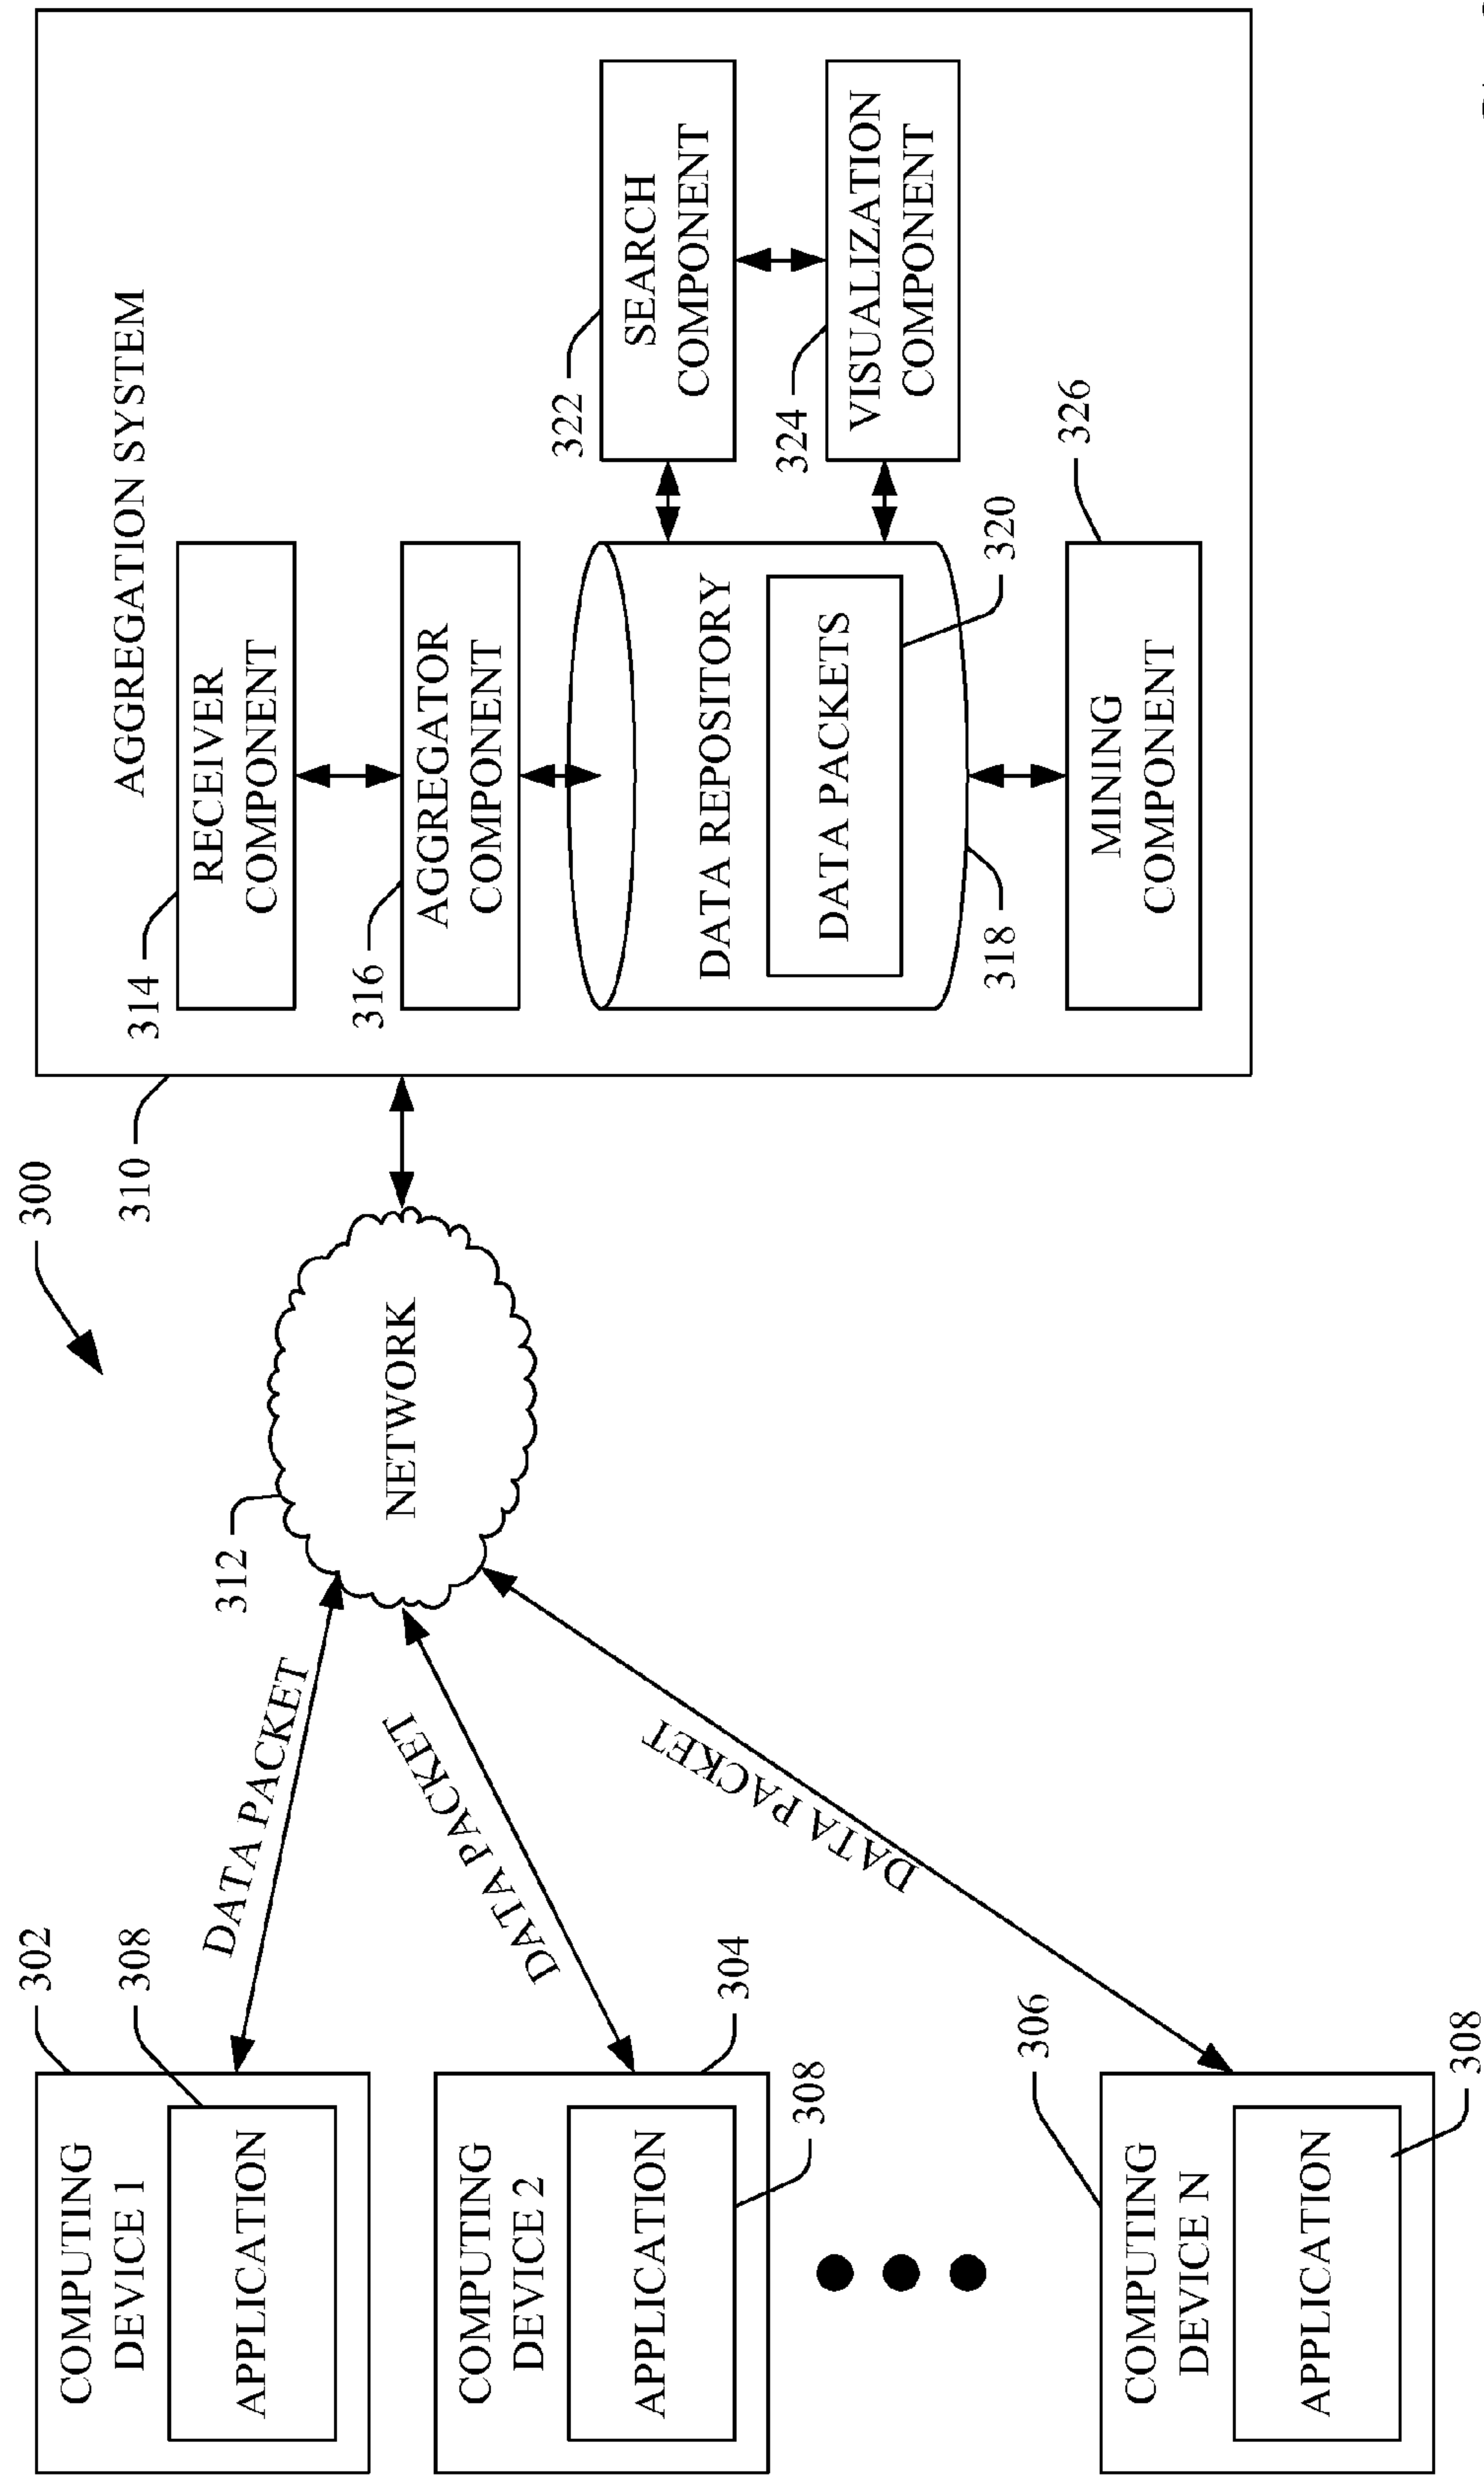 300
302
COMPUTING
DEVICE 1
308
APPLICATION
DATA PACKET
COMPUTING
DEVICE 2
304
APPLICATION
308
DATA PACKET
306
COMPUTING
DEVICE N
APPLICATION
308
DATA PACKET
312
NETWORK
310
AGGREGATION SYSTEM
314
RECEIVER
COMPONENT
316
AGGREGATOR
COMPONENT
DATA REPOSITORY
DATA PACKETS
318
320
322
SEARCH
COMPONENT
324
VISUALIZATION
COMPONENT
326
MINING
COMPONENT